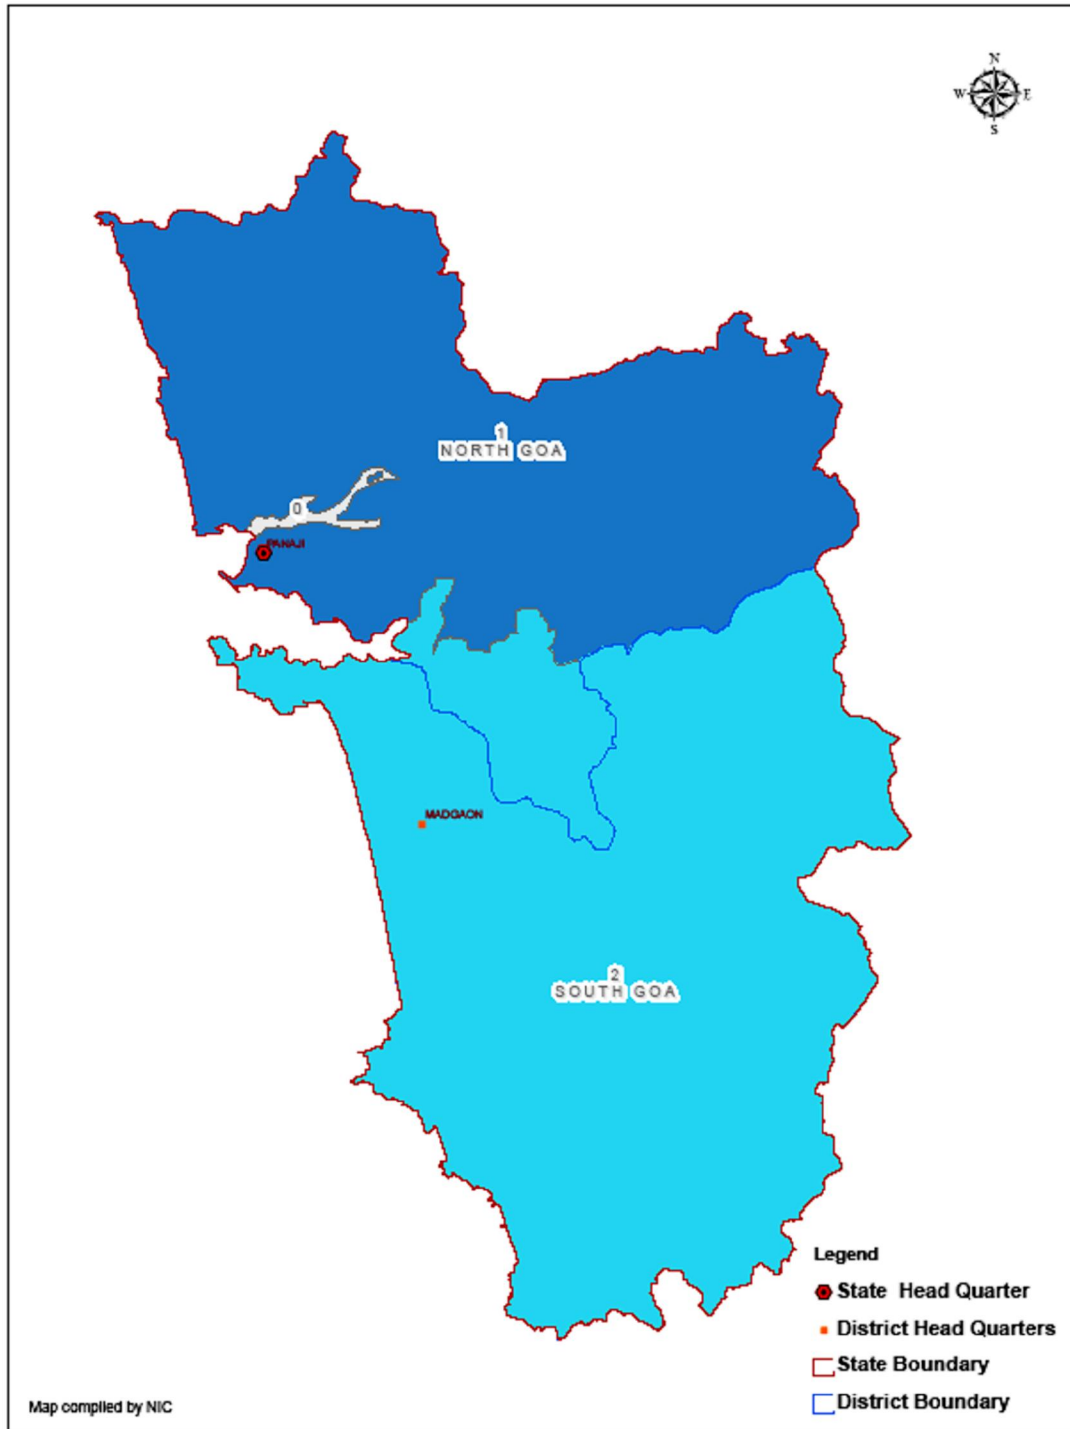 N
W E
S
1
NORTH GOA
0
PANAJI
MADGAON
2
SOUTH GOA
Legend
State Head Quarter
District Head Quarters
State Boundary
District Boundary
Map compiled by NIC